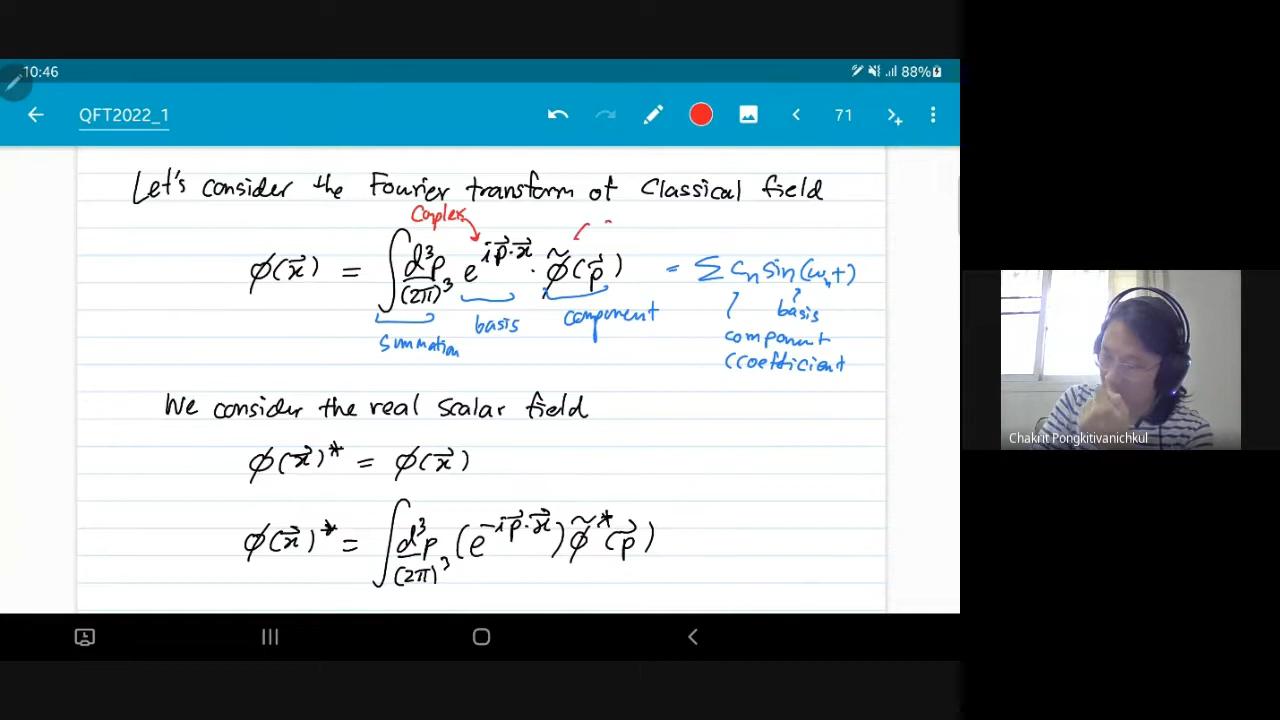 10:46
88%
QFT2022_1
71
Let's consider the Fourier transform of Classical field
Complex
ϕ(x⃗) = ∫ d³p/(2π)³ e^{ip⃗·x⃗} · ϕ̃(p⃗) = Σ Cₙ sin(ωₙt)
summation
basis
component
component
(coefficient
basis
We consider the real scalar field
ϕ(x⃗)* = ϕ(x⃗)
ϕ(x⃗)* = ∫ d³p/(2π)³ (e^{-ip⃗·x⃗}) ϕ̃*(p⃗)
Chakrit Pongkitivanichkul